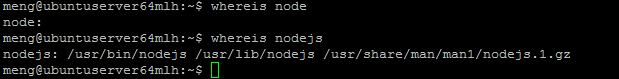 meng@ubuntuserver64mlh:~$ whereis node
node:
meng@ubuntuserver64mlh:~$ whereis nodejs
nodejs: /usr/bin/nodejs /usr/lib/nodejs /usr/share/man/man1/nodejs.1.gz
meng@ubuntuserver64mlh:~$